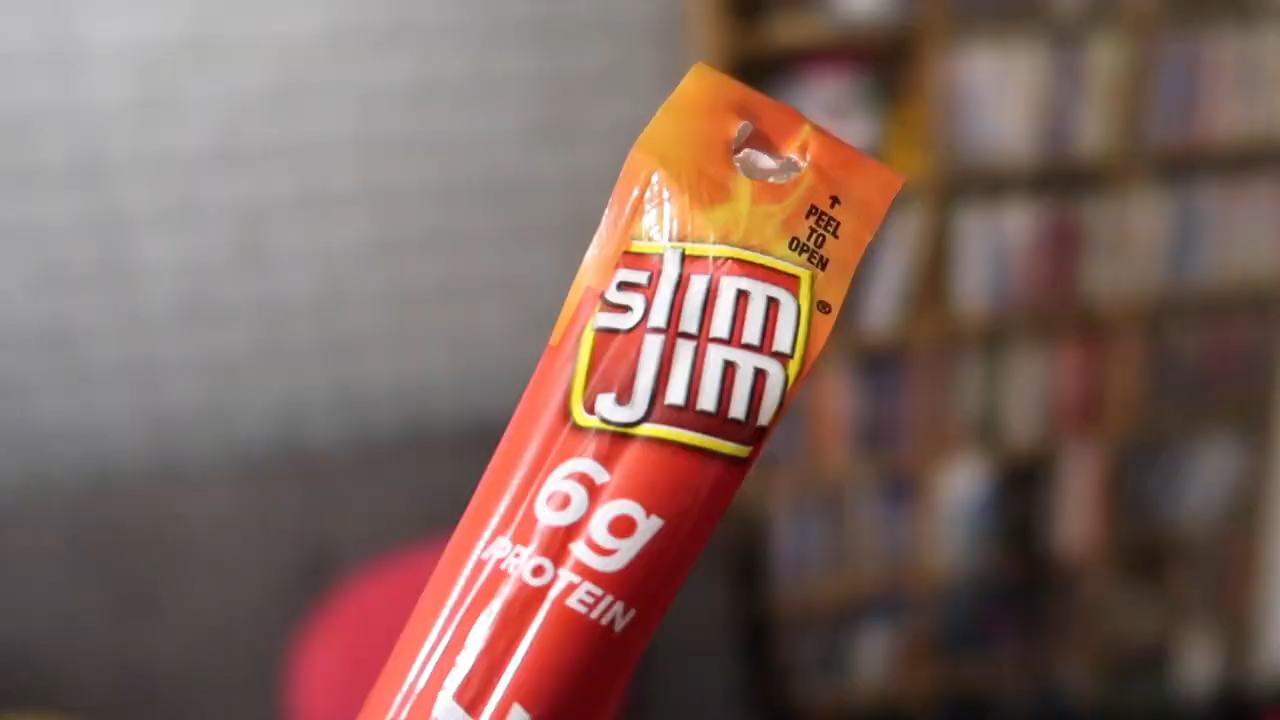 ↑
PEEL
TO
OPEN
slim
jim
®
6g
PROTEIN